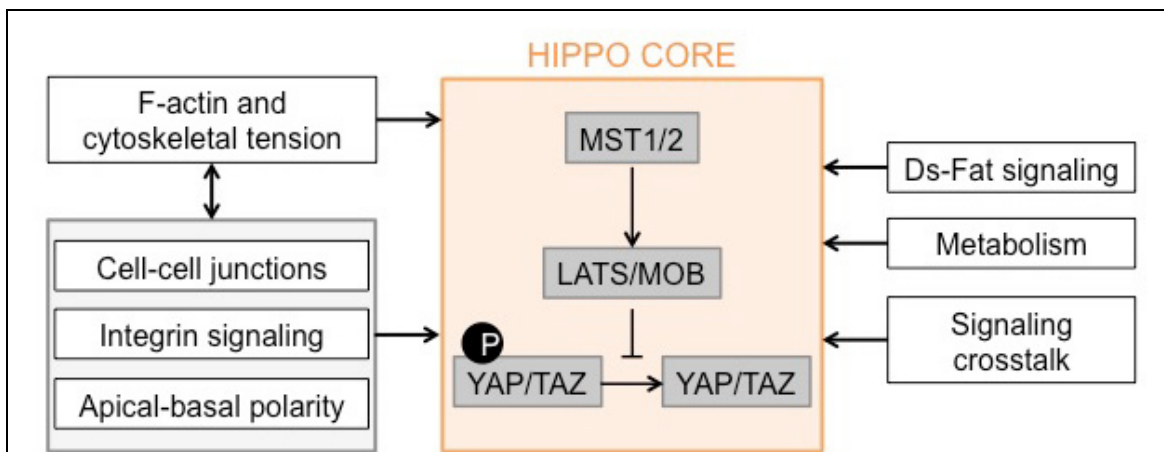 HIPPO CORE
F-actin and
cytoskeletal tension
Cell-cell junctions
Integrin signaling
Apical-basal polarity
MST1/2
LATS/MOB
P
YAP/TAZ
YAP/TAZ
Ds-Fat signaling
Metabolism
Signaling
crosstalk